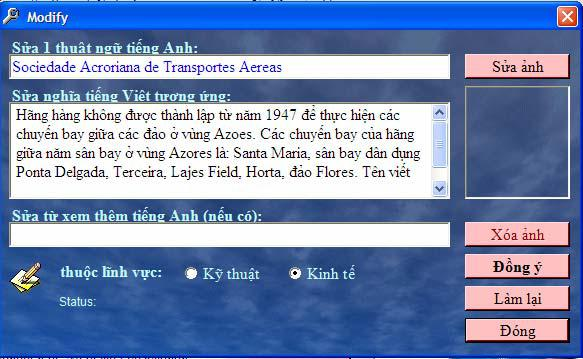 Modify
Sửa 1 thuật ngữ tiếng Anh:
Sociedade Acroriana de Transportes Aereas
Sửa ảnh
Sửa nghĩa tiếng Việt tương ứng:
Hãng hàng không được thành lập từ năm 1947 để thực hiện các
chuyến bay giữa các đảo ở vùng Azoes. Các chuyến bay của hãng
giữa năm sân bay ở vùng Azores là: Santa Maria, sân bay dân dụng
Ponta Delgada, Terceira, Lajes Field, Horta, đảo Flores. Tên viết
Sửa từ xem thêm tiếng Anh (nếu có):
Xóa ảnh
thuộc lĩnh vực:
Kỹ thuật
Kinh tế
Đồng ý
Status:
Làm lại
Đóng